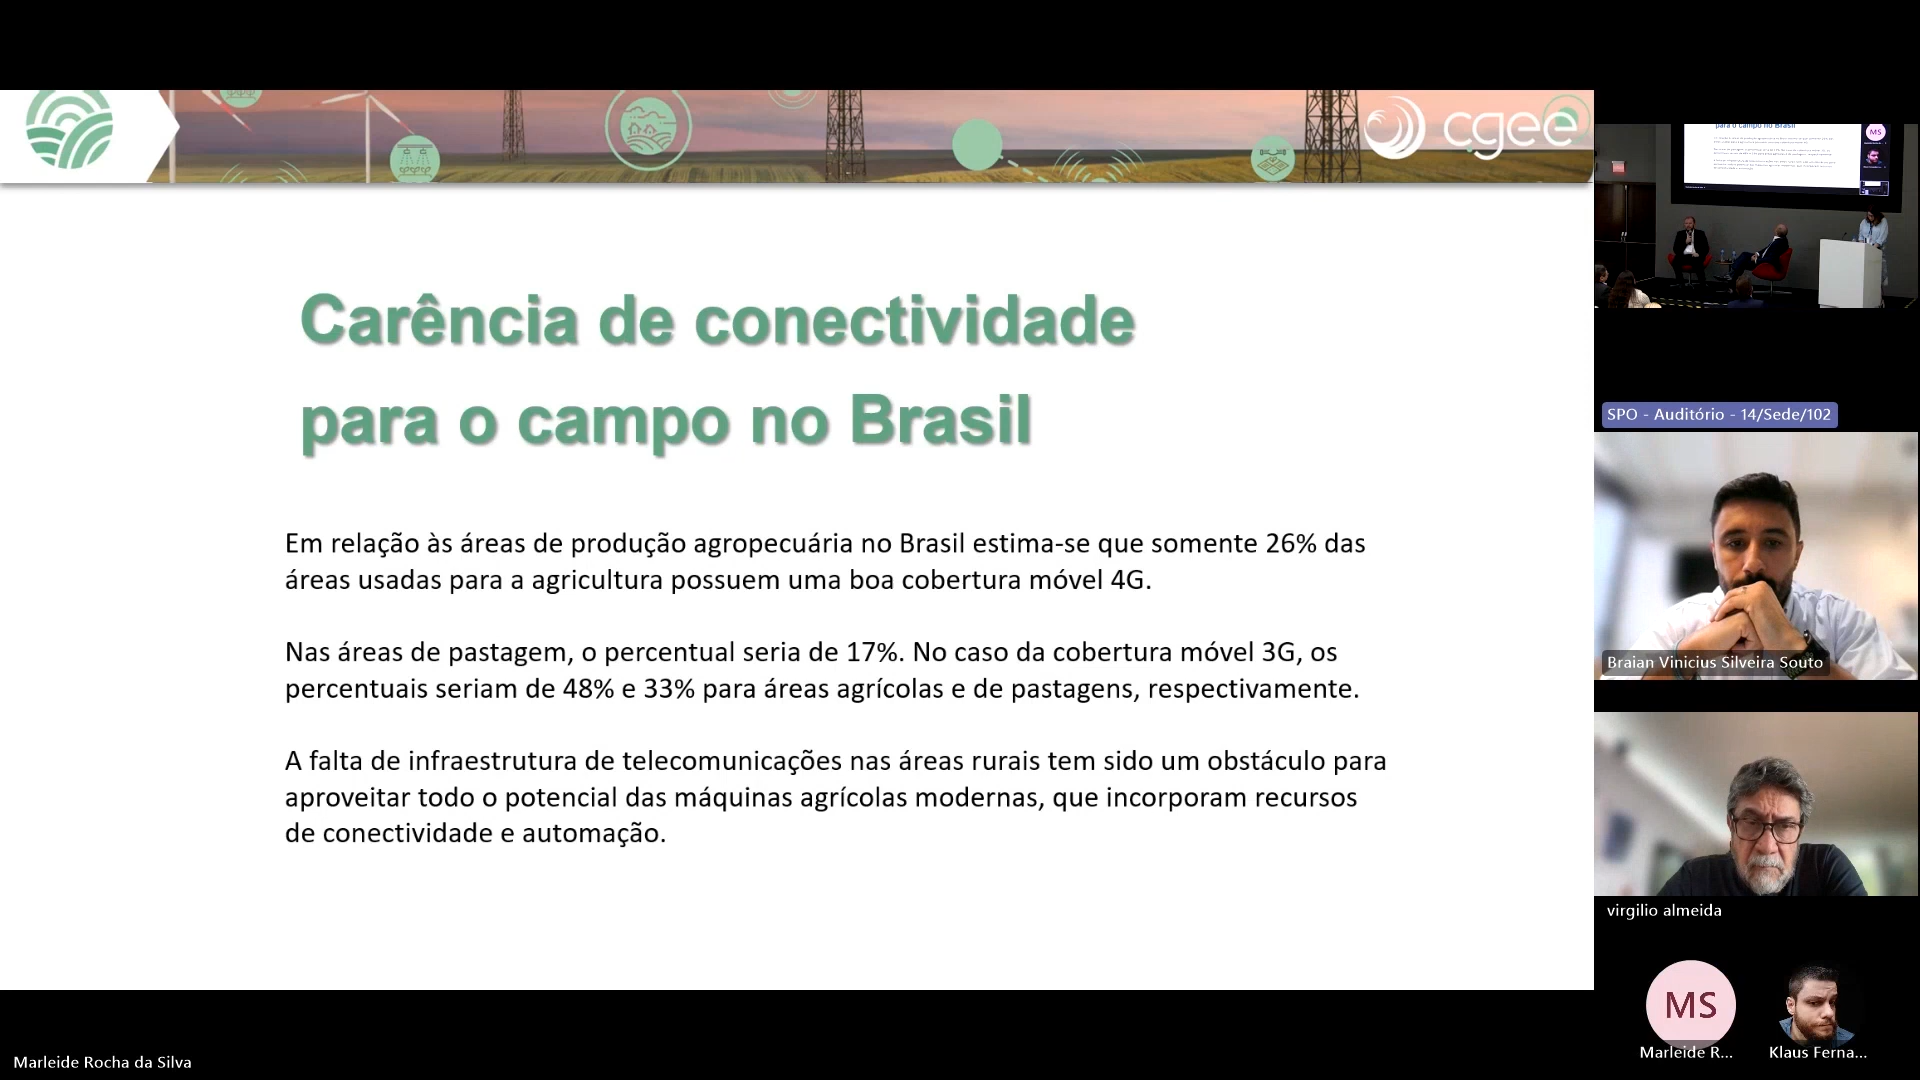 cgee
Carência de conectividade
para o campo no Brasil
Em relação às áreas de produção agropecuária no Brasil estima-se que somente 26% das
áreas usadas para a agricultura possuem uma boa cobertura móvel 4G.
Nas áreas de pastagem, o percentual seria de 17%. No caso da cobertura móvel 3G, os
percentuais seriam de 48% e 33% para áreas agrícolas e de pastagens, respectivamente.
A falta de infraestrutura de telecomunicações nas áreas rurais tem sido um obstáculo para
aproveitar todo o potencial das máquinas agrícolas modernas, que incorporam recursos
de conectividade e automação.
Marleide Rocha da Silva
para o campo no Brasil
MS
SPO - Auditório - 14/Sede/102
Braian Vinicius Silveira Souto
virgilio almeida
MS
Marleide R...
Klaus Ferna...